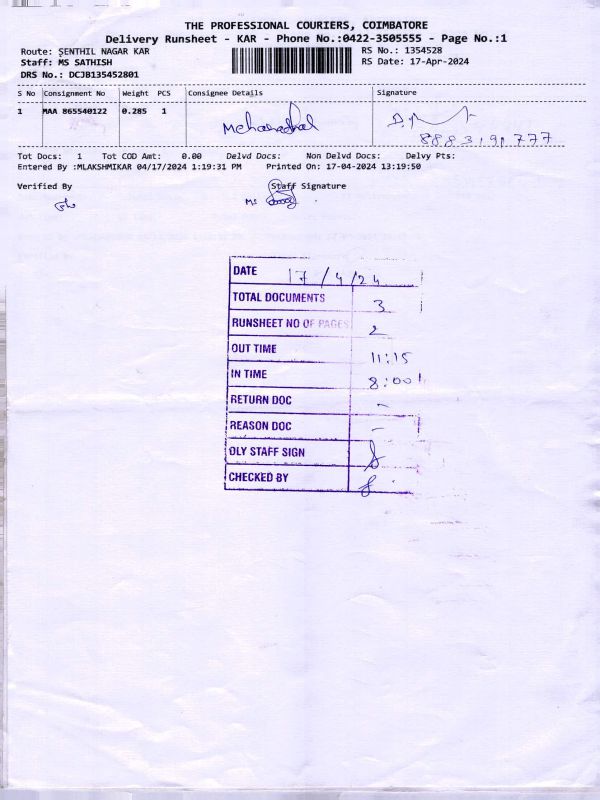 THE PROFESSIONAL COURIERS, COIMBATORE
Delivery Runsheet - KAR - Phone No.:0422-3505555 - Page No.:1
Route: SENTHIL NAGAR KAR
RS No.: 1354528
Staff: MS SATHISH
RS Date: 17-Apr-2024
DRS No.: DCJB135452801
S No Consignment No Weight PCS Consignee Details Signature
1 MAA 865540122 0.285 1
Tot Docs: 1 Tot COD Amt: 0.00 Delvd Docs: Non Delvd Docs: Delvy Pts:
Entered By :MLAKSHMIKAR 04/17/2024 1:19:31 PM Printed On: 17-04-2024 13:19:50
Verified By Staff Signature
DATE 17/4/24
TOTAL DOCUMENTS 3
RUNSHEET NO OF PAGES 2
OUT TIME 11:15
IN TIME 8:00
RETURN DOC -
REASON DOC -
DLY STAFF SIGN
CHECKED BY